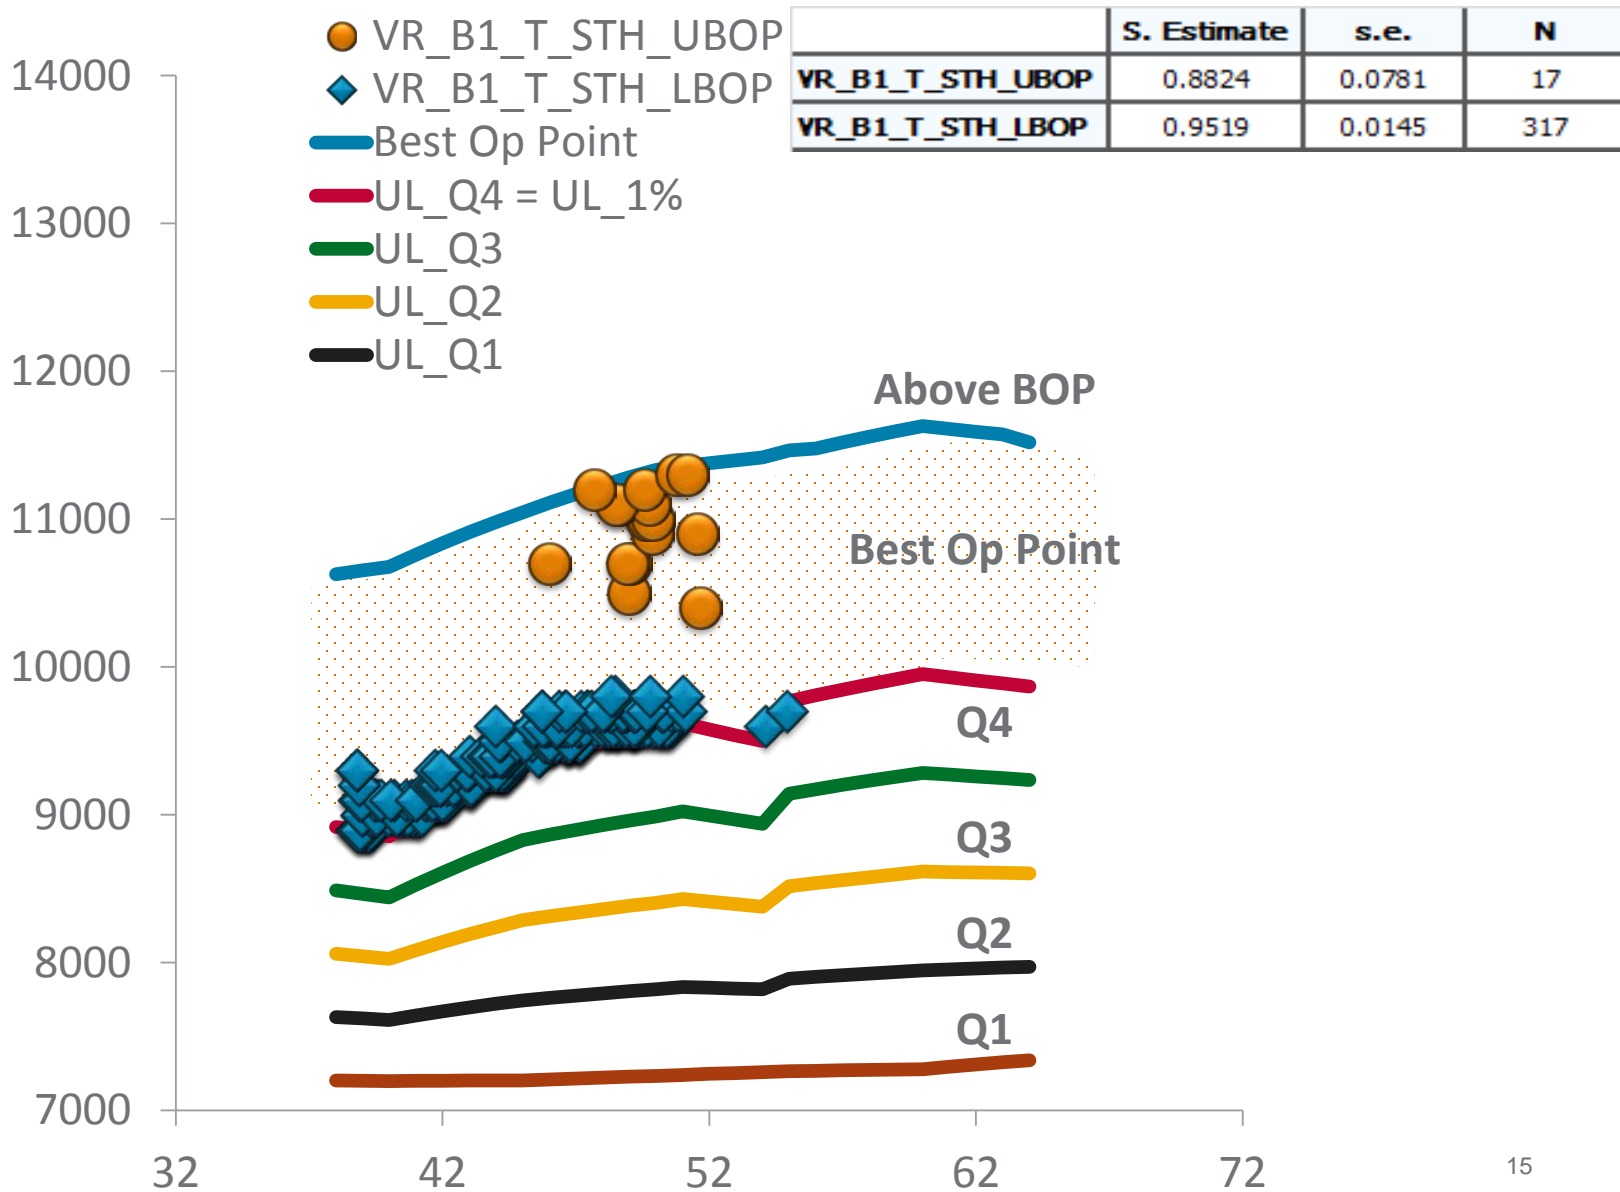 VR_B1_T_STH_UBOP
VR_B1_T_STH_LBOP
Best Op Point
UL_Q4 = UL_1%
UL_Q3
UL_Q2
UL_Q1
S. Estimate s.e. N
VR_B1_T_STH_UBOP 0.8824 0.0781 17
VR_B1_T_STH_LBOP 0.9519 0.0145 317
14000
13000
12000
11000
10000
9000
8000
7000
Above BOP
Best Op Point
Q4
Q3
Q2
Q1
32 42 52 62 72
15